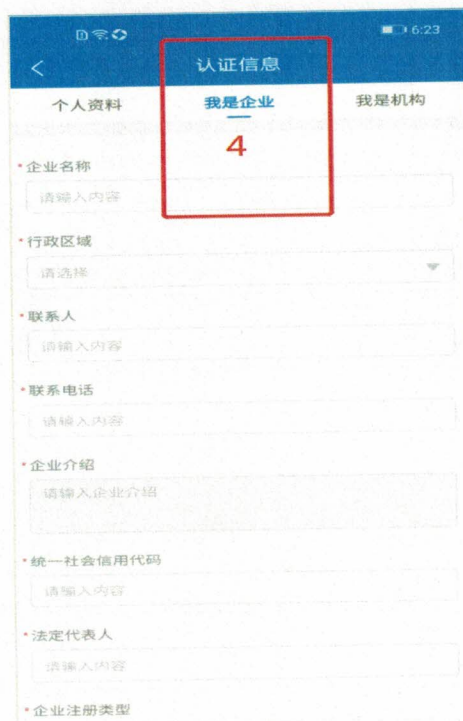 6:23
认证信息
个人资料 我是企业 我是机构
4
*企业名称
请输入内容
*行政区域
请选择
*联系人
请输入内容
*联系电话
请输入内容
*企业介绍
请输入企业介绍
*统一社会信用代码
请输入内容
*法定代表人
请输入内容
*企业注册类型